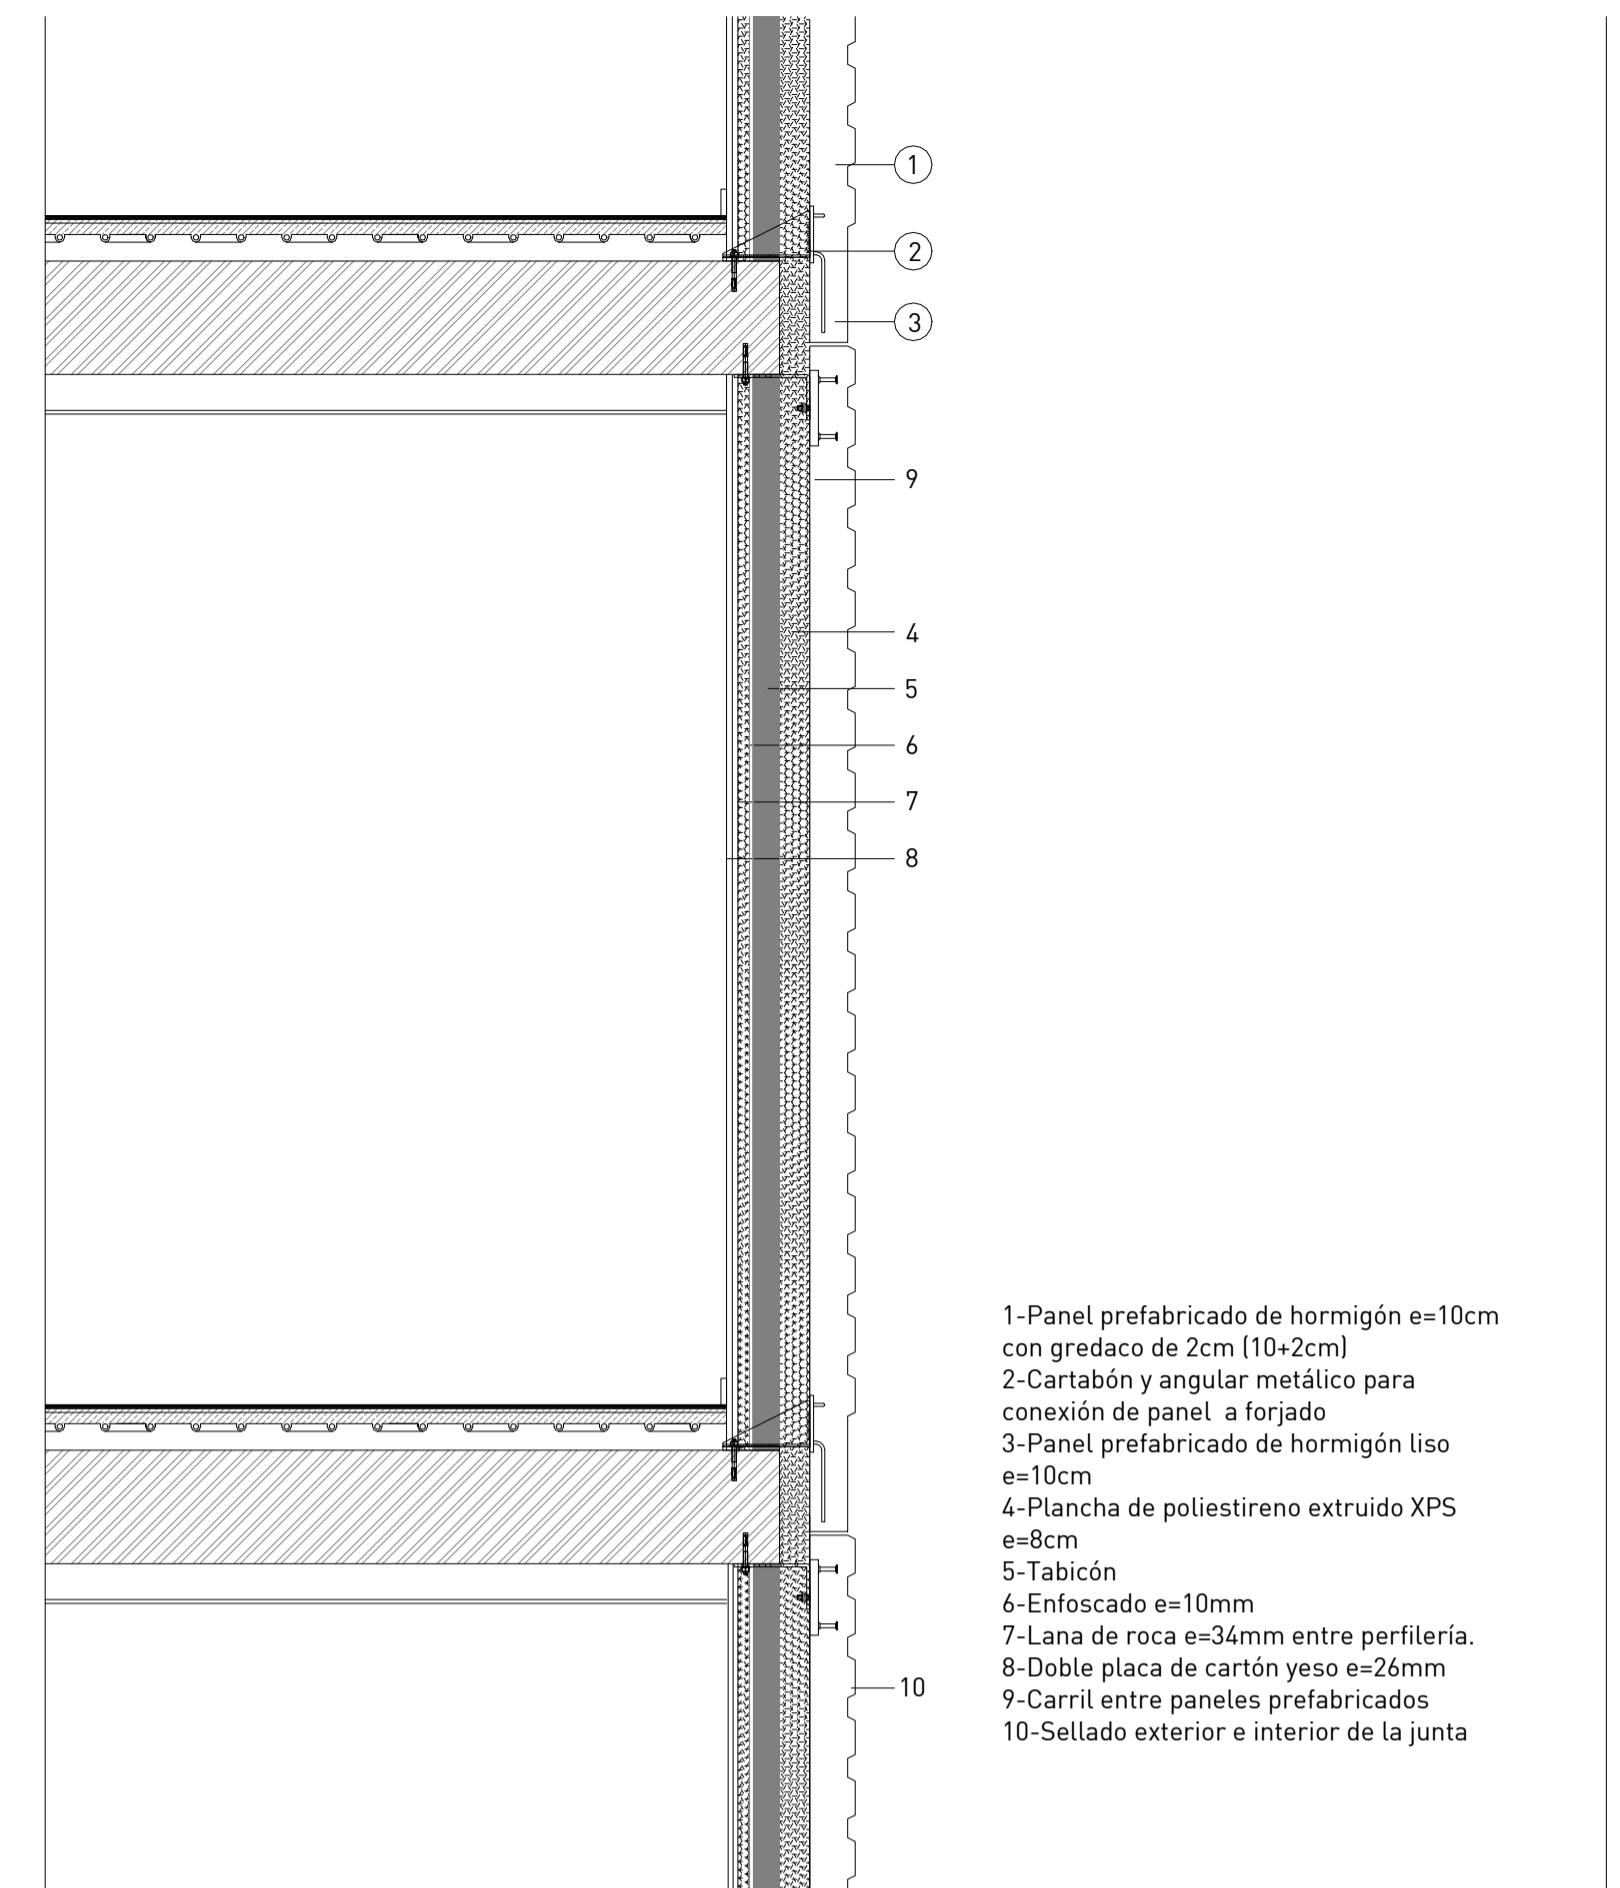 1
2
3
9
4
5
6
7
8
10
1-Panel prefabricado de hormigón e=10cm
con gredaco de 2cm (10+2cm)
2-Cartabón y angular metálico para
conexión de panel  a forjado
3-Panel prefabricado de hormigón liso
e=10cm
4-Plancha de poliestireno extruido XPS
e=8cm
5-Tabicón
6-Enfoscado e=10mm
7-Lana de roca e=34mm entre perfilería.
8-Doble placa de cartón yeso e=26mm
9-Carril entre paneles prefabricados
10-Sellado exterior e interior de la junta